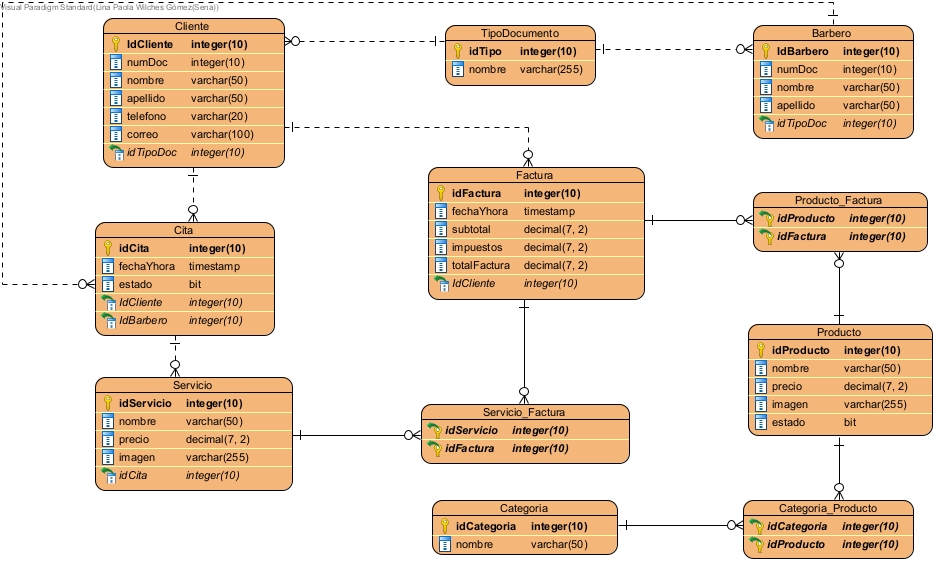 Visual Paradigm Standard(Lina Paola Wilches Gómez(Sena))
Cliente
IdCliente integer(10)
numDoc integer(10)
nombre varchar(50)
apellido varchar(50)
telefono varchar(20)
correo varchar(100)
idTipoDoc integer(10)
TipoDocumento
idTipo integer(10)
nombre varchar(255)
Barbero
IdBarbero integer(10)
numDoc integer(10)
nombre varchar(50)
apellido varchar(50)
idTipoDoc integer(10)
Factura
idFactura integer(10)
fechaYhora timestamp
subtotal decimal(7, 2)
impuestos decimal(7, 2)
totalFactura decimal(7, 2)
IdCliente integer(10)
Producto_Factura
idProducto integer(10)
idFactura integer(10)
Cita
idCita integer(10)
fechaYhora timestamp
estado bit
IdCliente integer(10)
IdBarbero integer(10)
Producto
idProducto integer(10)
nombre varchar(50)
precio decimal(7, 2)
imagen varchar(255)
estado bit
Servicio
idServicio integer(10)
nombre varchar(50)
precio decimal(7, 2)
imagen varchar(255)
idCita integer(10)
Servicio_Factura
idServicio integer(10)
idFactura integer(10)
Categoria
idCategoria integer(10)
nombre varchar(50)
Categoria_Producto
idCategoria integer(10)
idProducto integer(10)